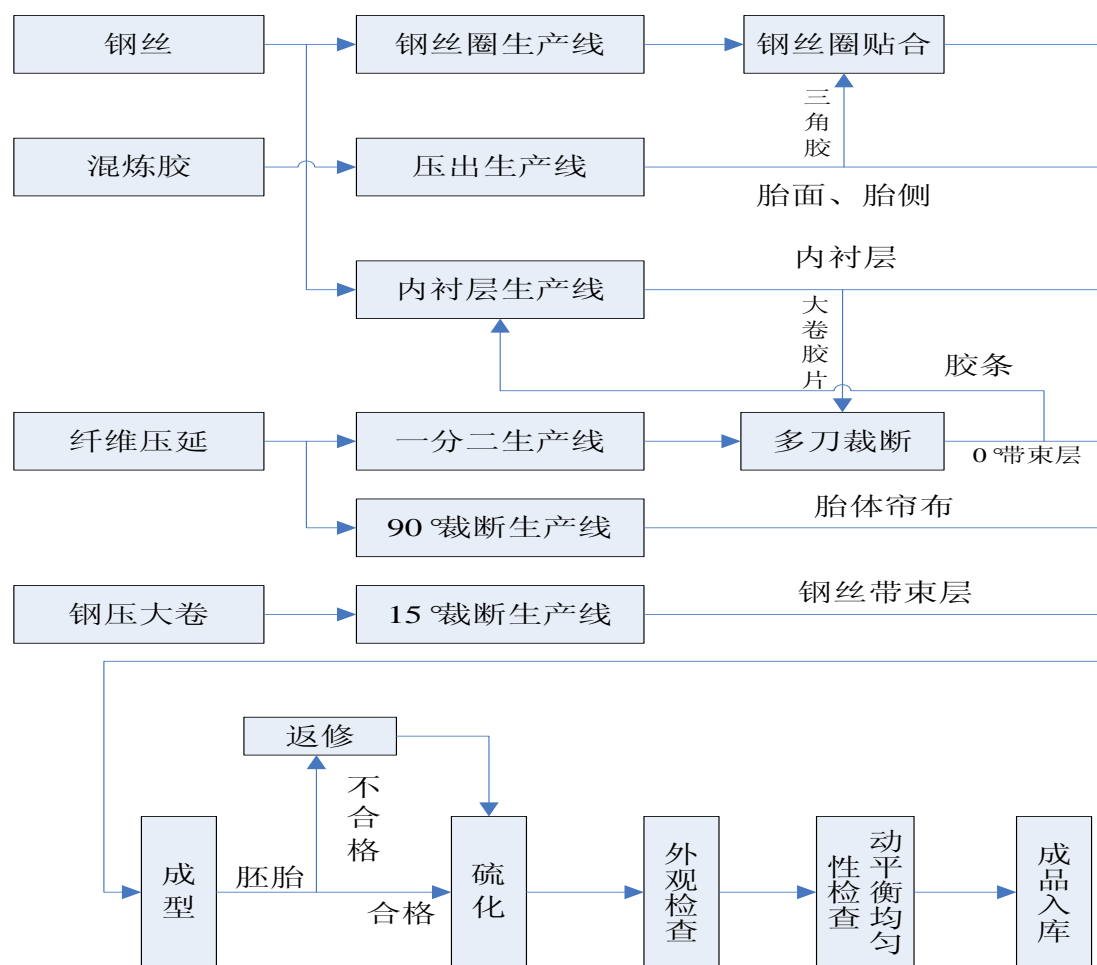 钢丝
钢丝圈生产线
钢丝圈贴合
三角胶
混炼胶
压出生产线
胎面、胎侧
内衬层
内衬层生产线
大卷胶片
胶条
纤维压延
一分二生产线
多刀裁断
0°带束层
胎体帘布
90°裁断生产线
钢丝带束层
钢压大卷
15°裁断生产线
返修
不合格
成型
胚胎
合格
硫化
外观检查
动平衡均匀
性检查
成品入库